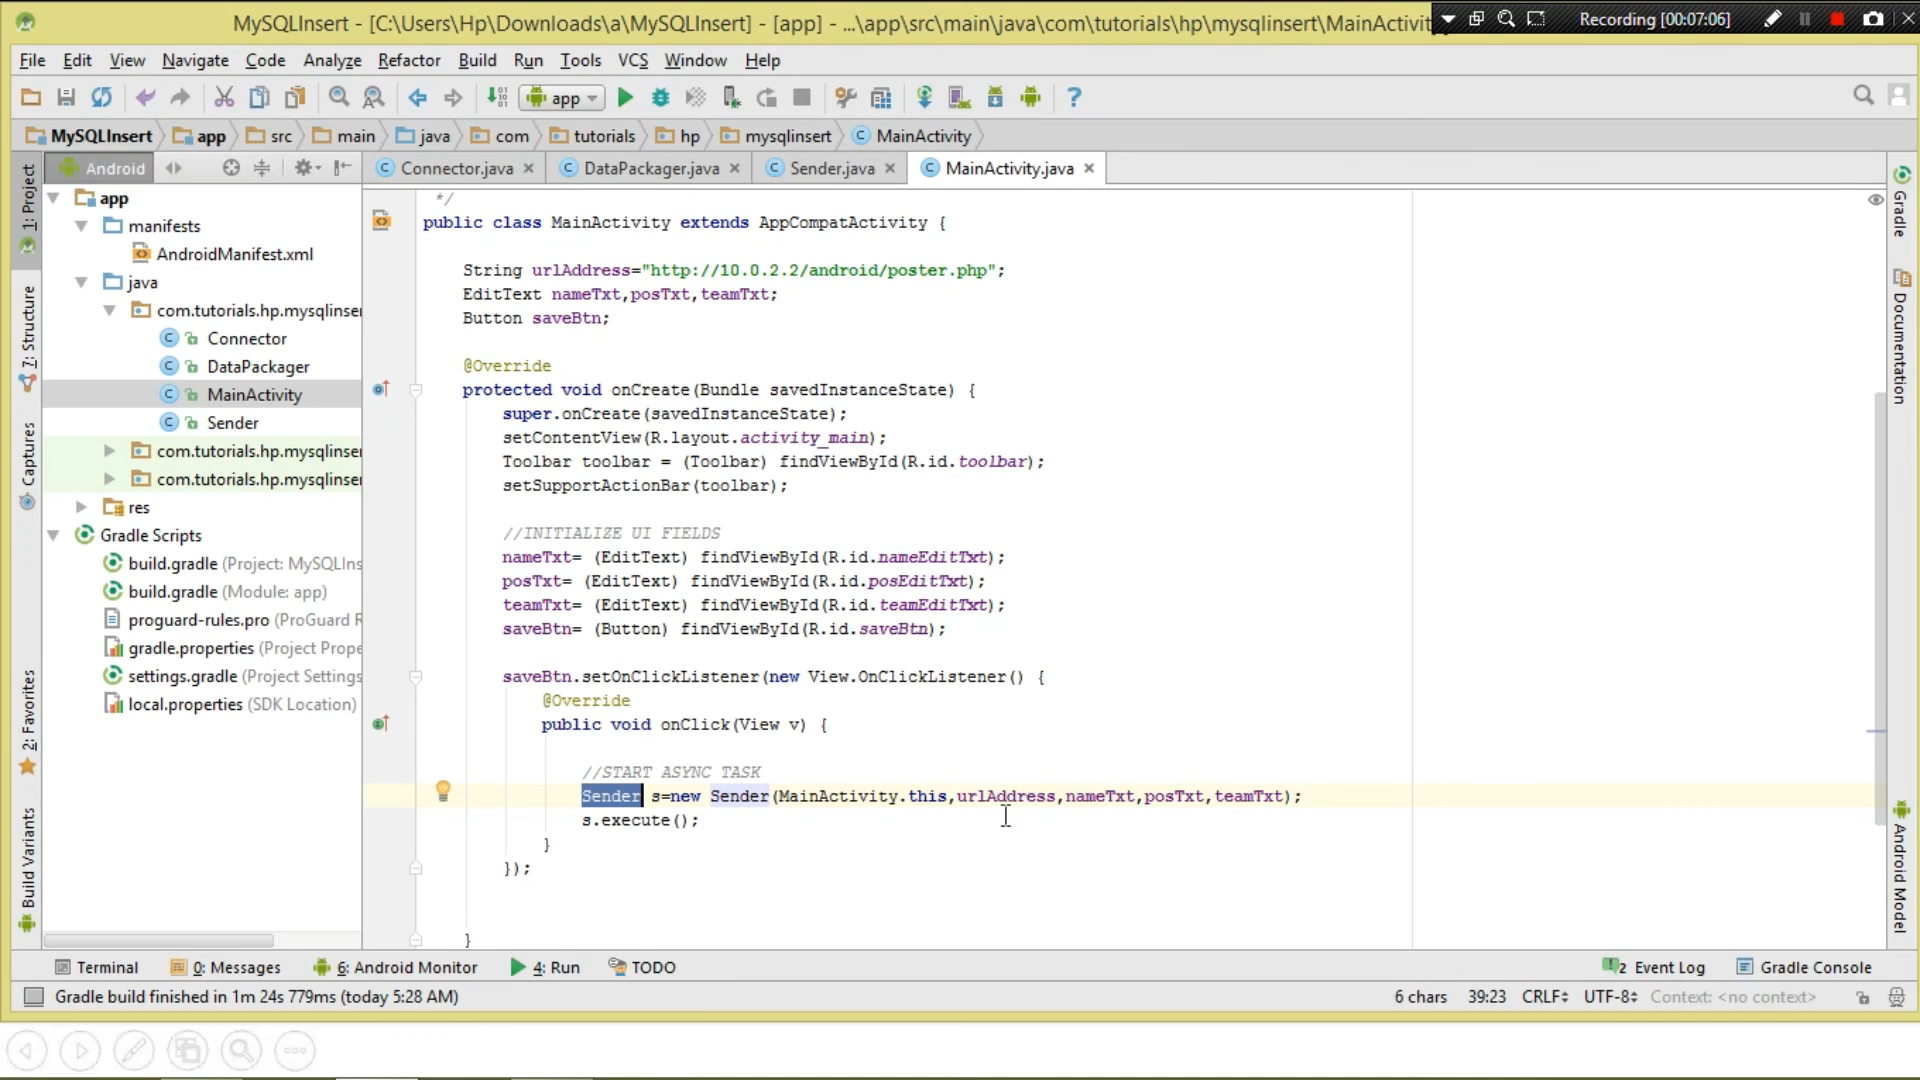 MySQLInsert - [C:\Users\Hp\Downloads\a\MySQLInsert] - [app] - ...\app\src\main\java\com\tutorials\hp\mysqlinsert\MainActivit
Recording [00:07:06]
File Edit View Navigate Code Analyze Refactor Build Run Tools VCS Window Help
app
MySQLInsert app src main java com tutorials hp mysqlinsert MainActivity
Android
Connector.java DataPackager.java Sender.java MainActivity.java
1: Project
7: Structure
Captures
2: Favorites
Build Variants
app
manifests
AndroidManifest.xml
java
com.tutorials.hp.mysqlinser
Connector
DataPackager
MainActivity
Sender
com.tutorials.hp.mysqlinser
com.tutorials.hp.mysqlinser
res
Gradle Scripts
build.gradle (Project: MySQLIns
build.gradle (Module: app)
proguard-rules.pro (ProGuard R
gradle.properties (Project Prope
settings.gradle (Project Settings
local.properties (SDK Location)
*/
public class MainActivity extends AppCompatActivity {
String urlAddress="http://10.0.2.2/android/poster.php";
EditText nameTxt,posTxt,teamTxt;
Button saveBtn;
@Override
protected void onCreate(Bundle savedInstanceState) {
super.onCreate(savedInstanceState);
setContentView(R.layout.activity_main);
Toolbar toolbar = (Toolbar) findViewById(R.id.toolbar);
setSupportActionBar(toolbar);
//INITIALIZE UI FIELDS
nameTxt= (EditText) findViewById(R.id.nameEditTxt);
posTxt= (EditText) findViewById(R.id.posEditTxt);
teamTxt= (EditText) findViewById(R.id.teamEditTxt);
saveBtn= (Button) findViewById(R.id.saveBtn);
saveBtn.setOnClickListener(new View.OnClickListener() {
@Override
public void onClick(View v) {
//START ASYNC TASK
Sender s=new Sender(MainActivity.this,urlAddress,nameTxt,posTxt,teamTxt);
s.execute();
}
});
}
Gradle
Documentation
Android Model
Terminal 0: Messages 6: Android Monitor 4: Run TODO 2 Event Log Gradle Console
Gradle build finished in 1m 24s 779ms (today 5:28 AM) 6 chars 39:23 CRLF UTF-8 Context: <no context>